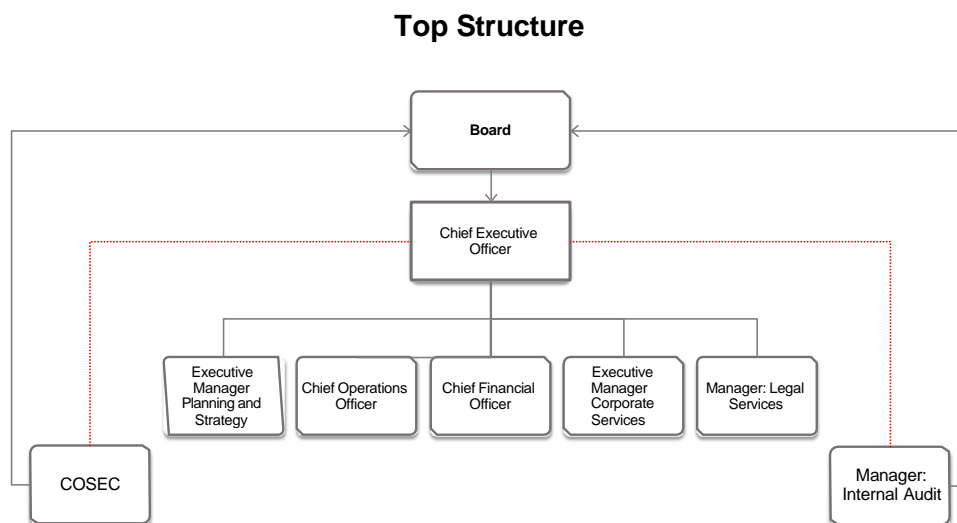 Top Structure
Board
Chief Executive
Officer
Executive
Manager
Planning and
Strategy
Chief Operations
Officer
Chief Financial
Officer
Executive
Manager
Corporate
Services
Manager: Legal
Services
COSEC
Manager:
Internal Audit